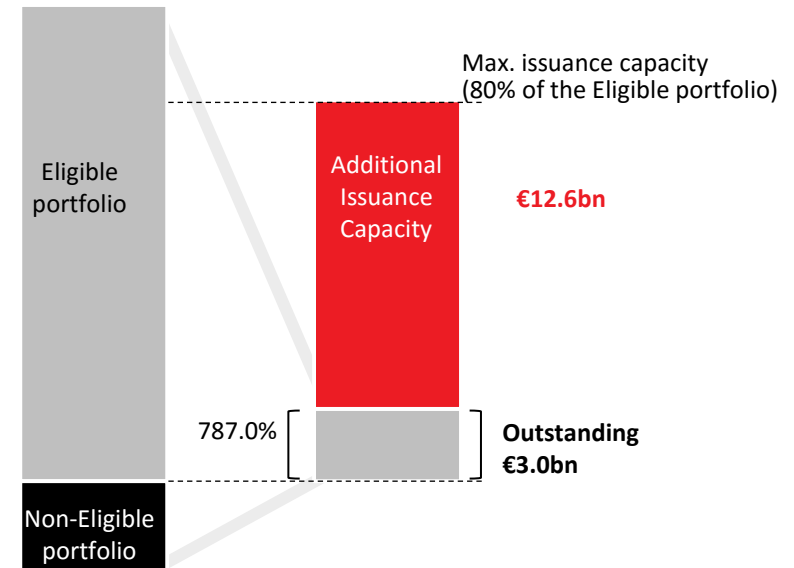 Max. issuance capacity
(80% of the Eligible portfolio)
Eligible
portfolio
Additional
Issuance
Capacity
€12.6bn
787.0%
Outstanding
€3.0bn
Non-Eligible
portfolio